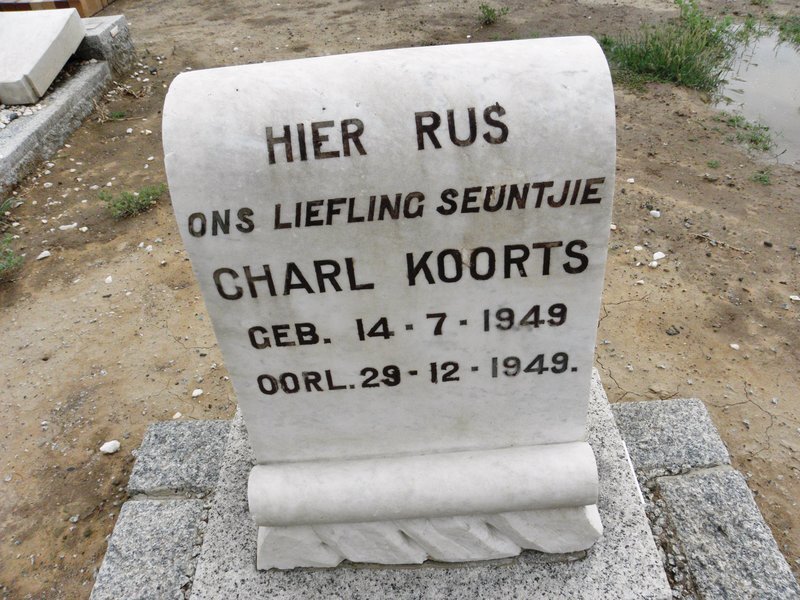 HIER RUS
ONS LIEFLING SEUNTJIE
CHARL KOORTS
GEB. 14 - 7 - 1949
OORL. 29 - 12 - 1949.